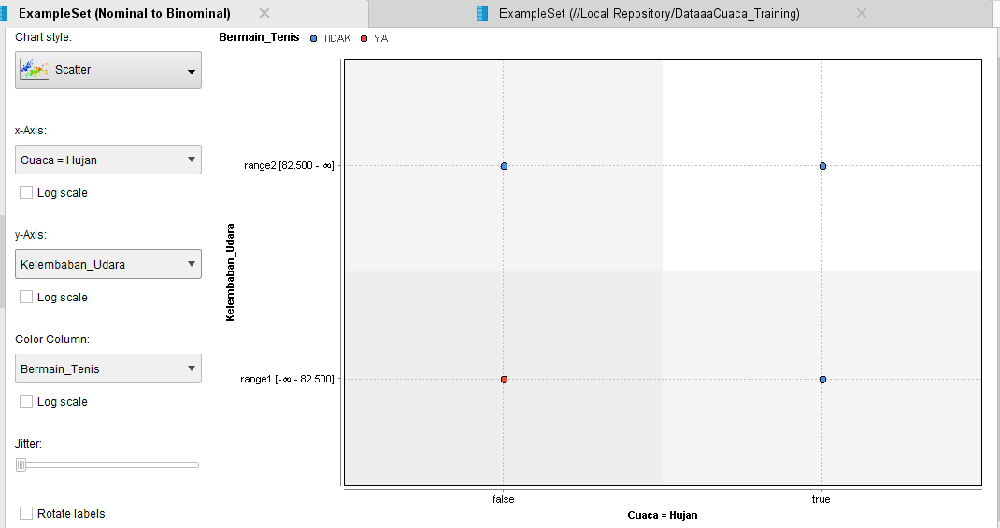 ExampleSet (Nominal to Binominal)
ExampleSet (//Local Repository/DataaaCuaca_Training)
Chart style:
Scatter
x-Axis:
Cuaca = Hujan
Log scale
y-Axis:
Kelembaban_Udara
Log scale
Color Column:
Bermain_Tenis
Log scale
Jitter:
Rotate labels
Bermain_Tenis TIDAK YA
range2 [82.500 - ∞]
Kelembaban_Udara
range1 [-∞ - 82.500]
false true
Cuaca = Hujan